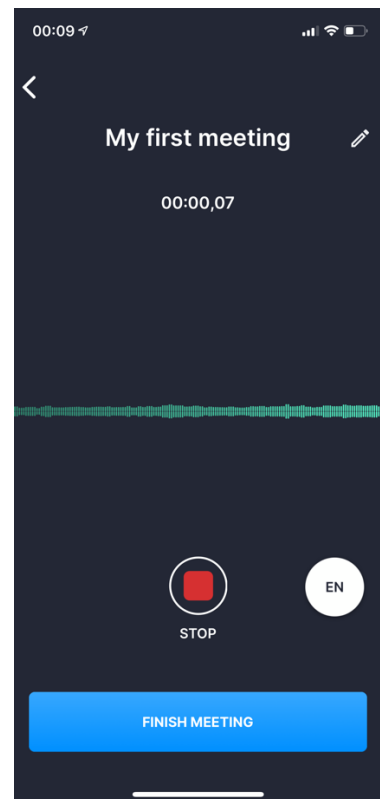 00:09
My first meeting
00:00,07
EN
STOP
FINISH MEETING